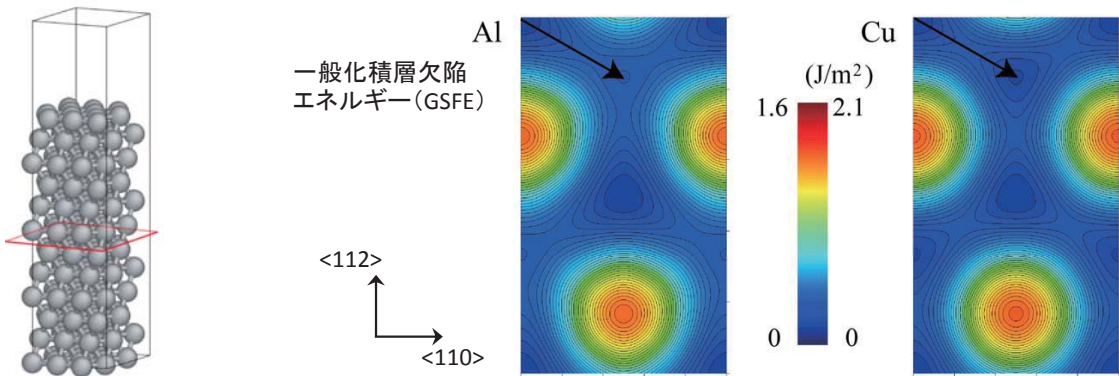 一般化積層欠陥
エネルギー(GSFE)
<112>
<110>
Al
(J/m²)
1.6 2.1
0 0
Cu